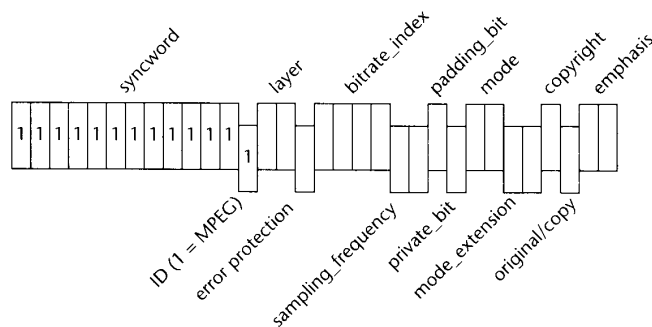 syncword
layer
bitrate_index
padding_bit
mode
copyright
emphasis
1 1 1 1 1 1 1 1 1 1 1 1
1
ID (1 = MPEG)
error protection
sampling_frequency
private_bit
mode_extension
original/copy